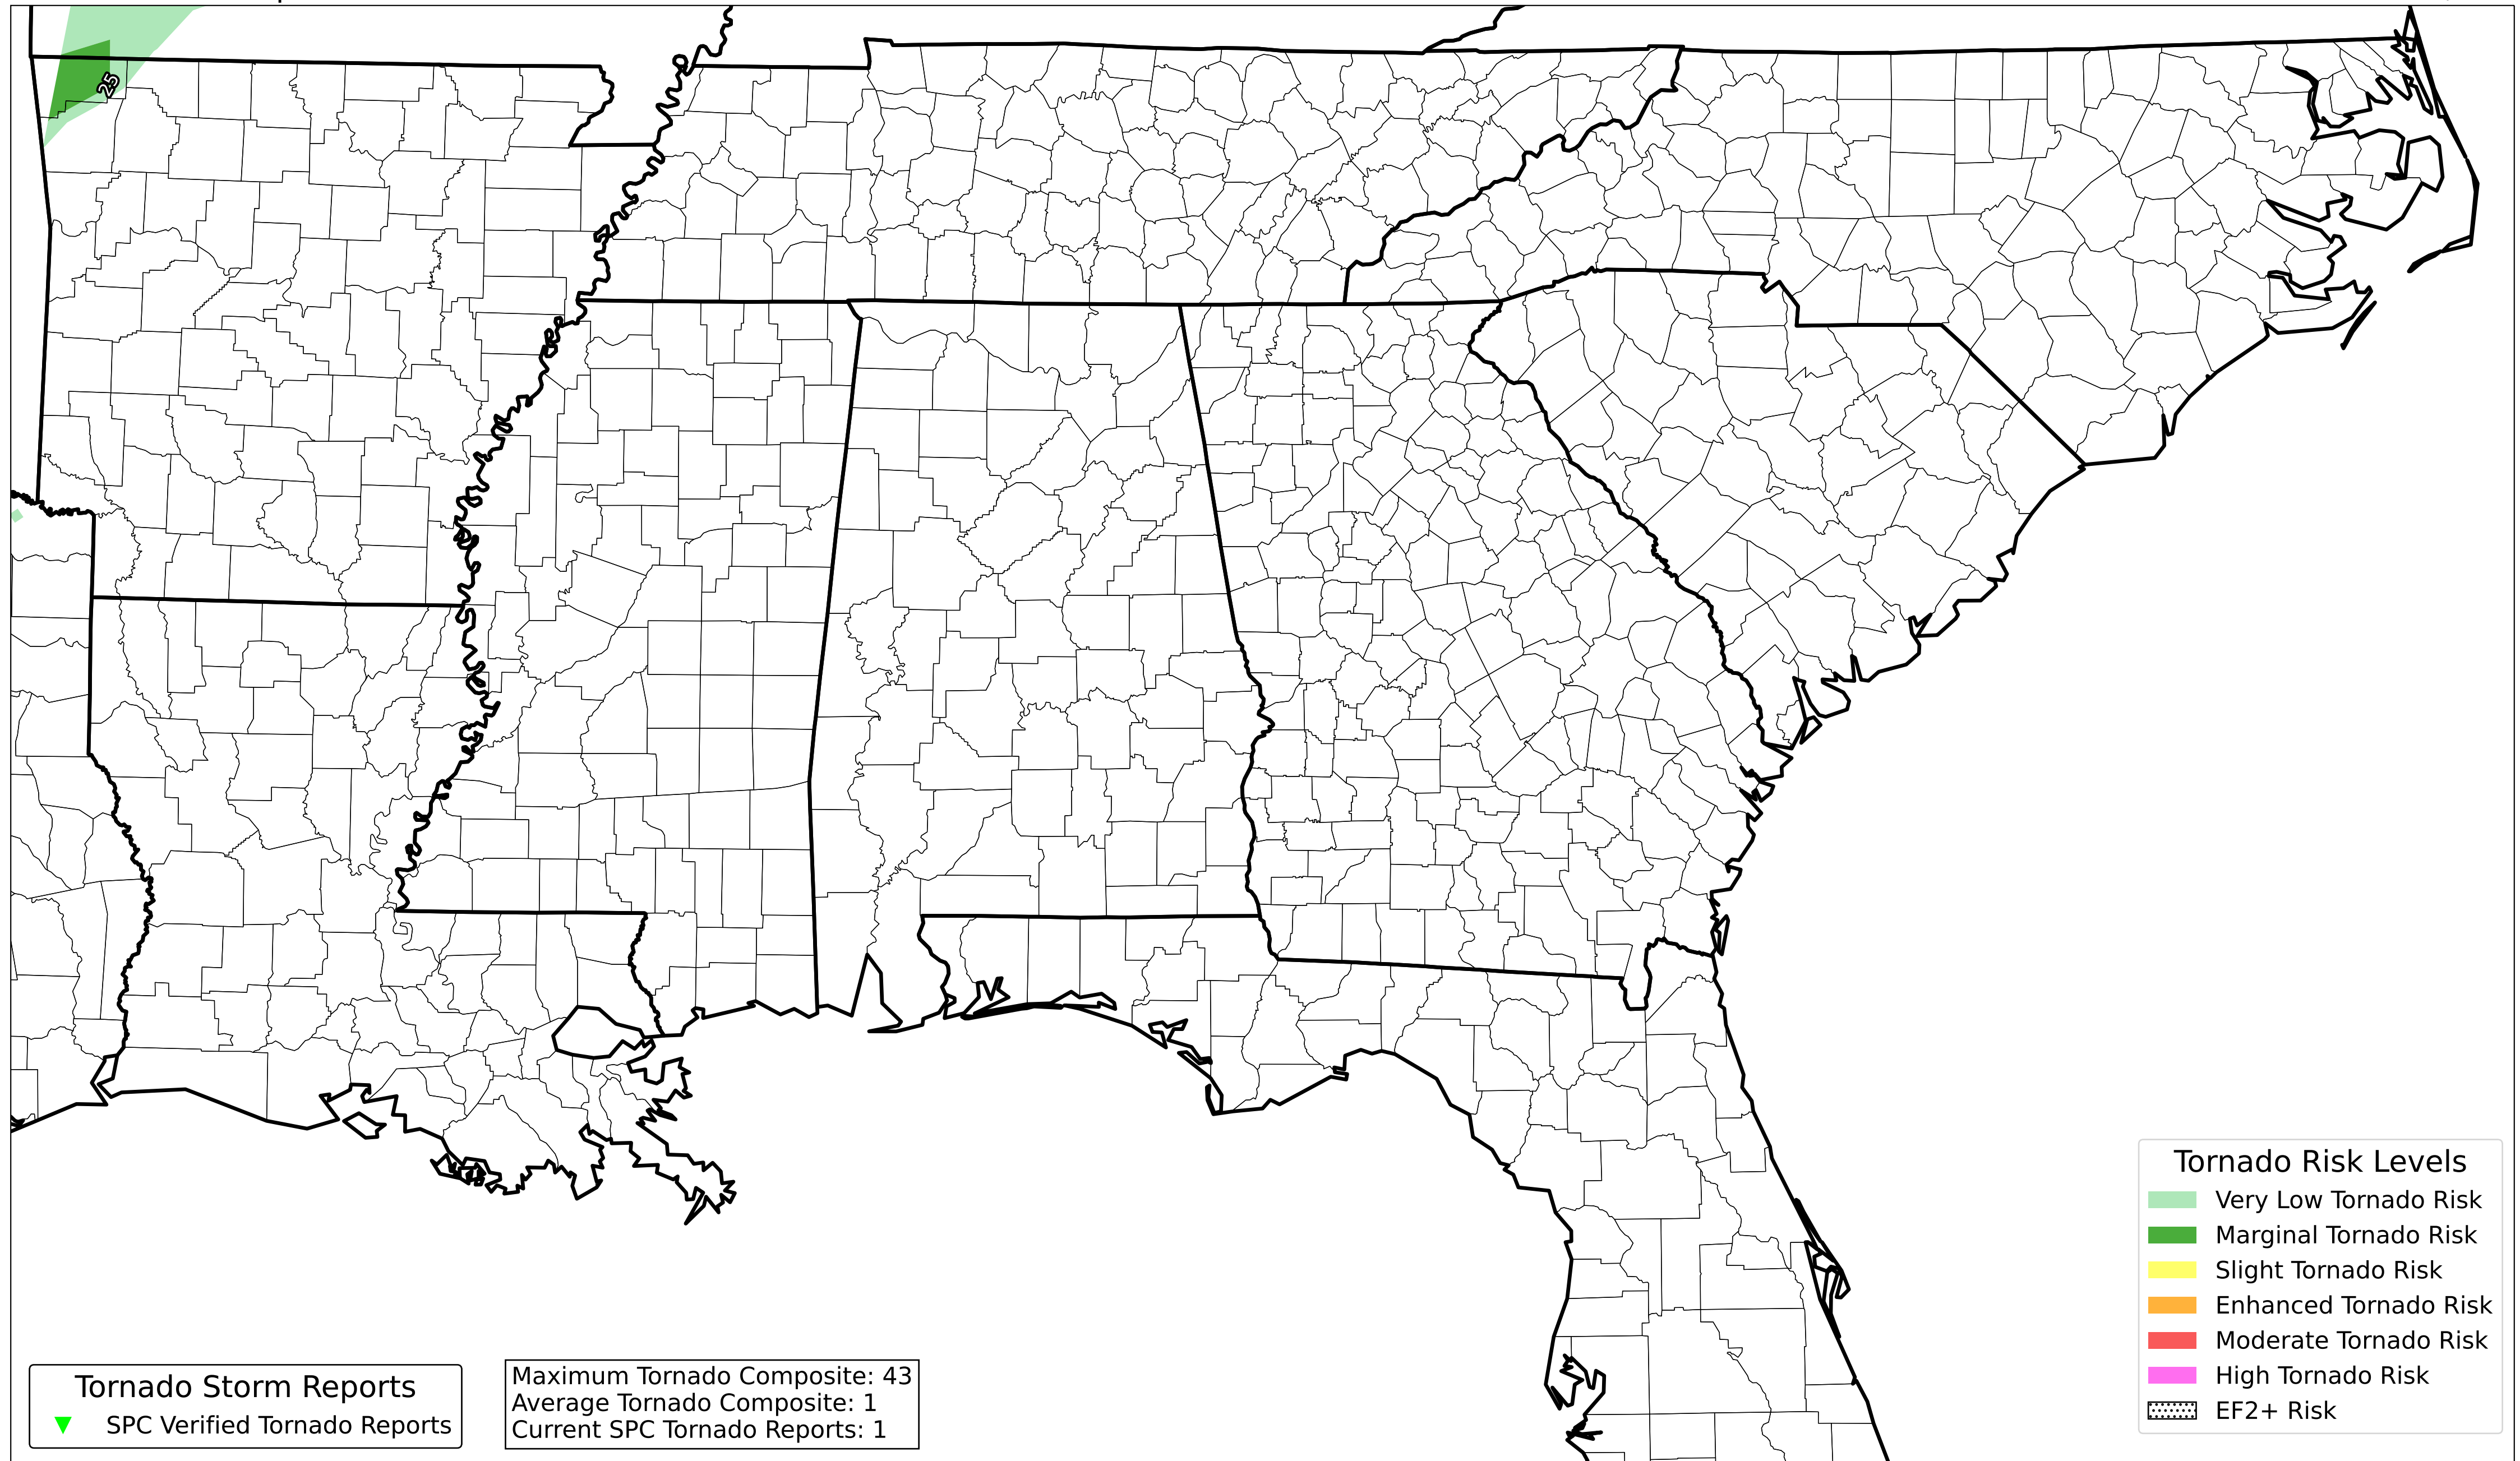 25
Tornado Risk Levels
Very Low Tornado Risk
Marginal Tornado Risk
Slight Tornado Risk
Enhanced Tornado Risk
Moderate Tornado Risk
High Tornado Risk
EF2+ Risk
Tornado Storm Reports
SPC Verified Tornado Reports
Maximum Tornado Composite: 43
Average Tornado Composite: 1
Current SPC Tornado Reports: 1